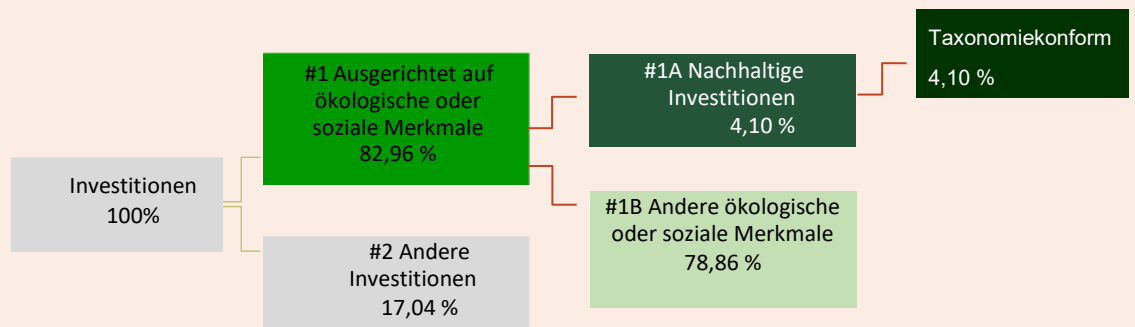 Investitionen
100%
#1 Ausgerichtet auf
ökologische oder
soziale Merkmale
82,96 %
#2 Andere
Investitionen
17,04 %
#1A Nachhaltige
Investitionen
4,10 %
#1B Andere ökologische
oder soziale Merkmale
78,86 %
Taxonomiekonform
4,10 %